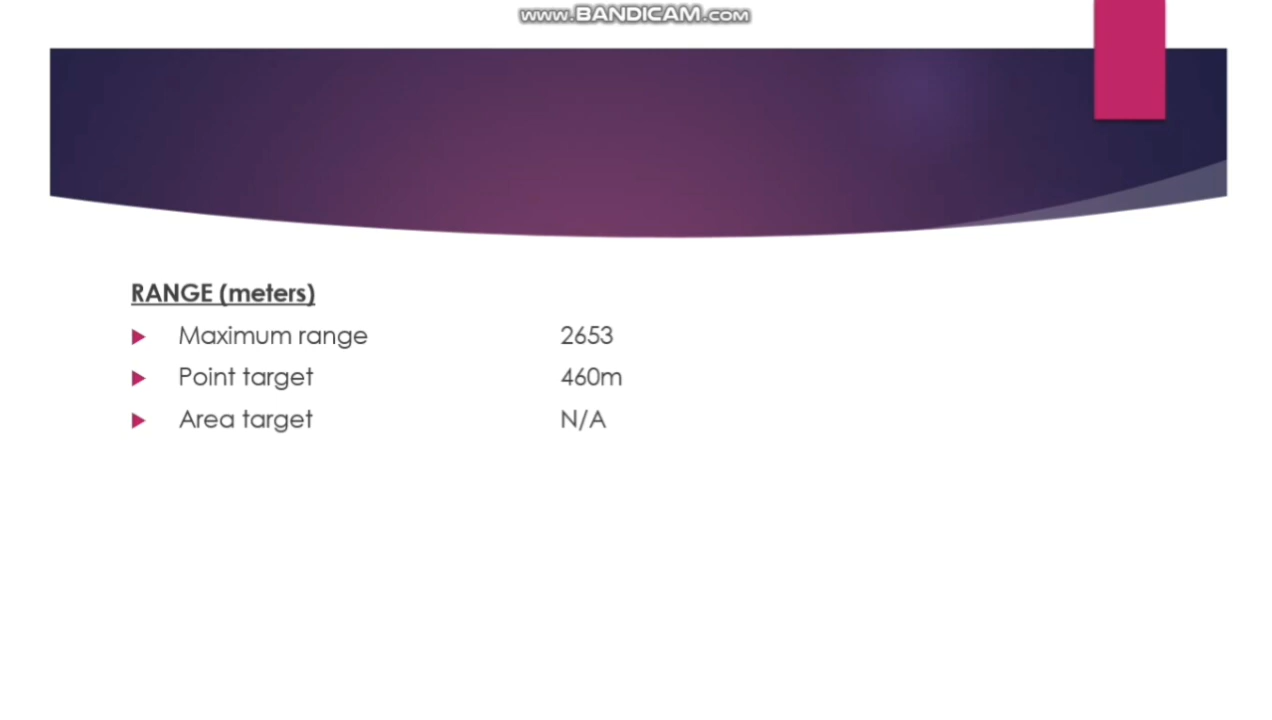 www.BANDICAM.com
RANGE (meters)
Maximum range 2653
Point target 460m
Area target N/A